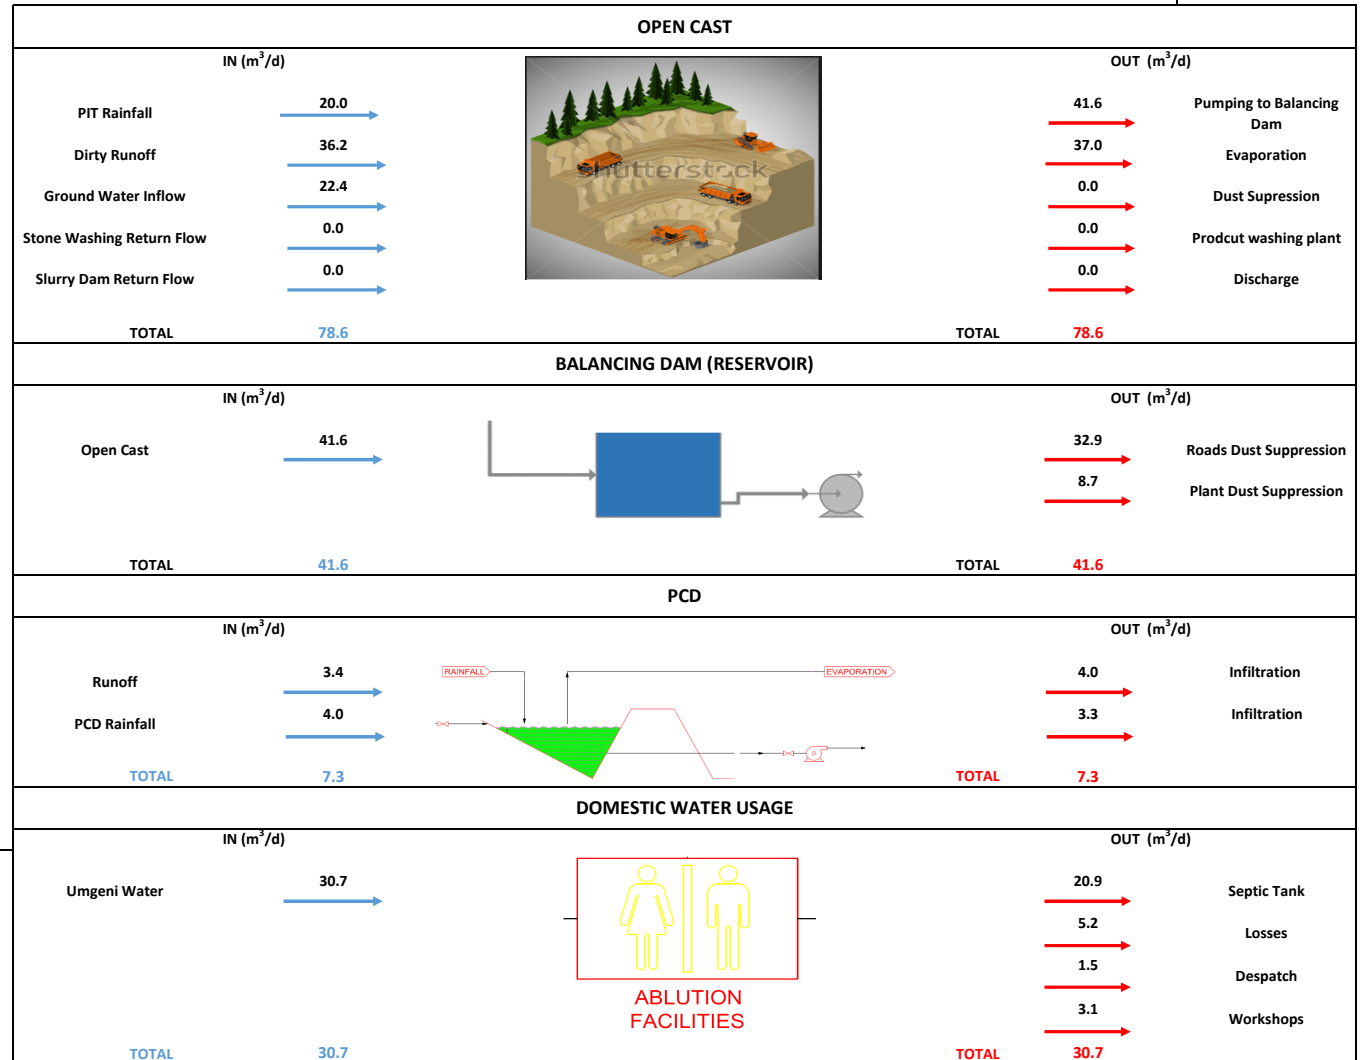 OPEN CAST
IN (m³/d)
OUT (m³/d)
PIT Rainfall
20.0
41.6
Pumping to Balancing
Dam
Dirty Runoff
36.2
37.0
Evaporation
Ground Water Inflow
22.4
0.0
Dust Supression
Stone Washing Return Flow
0.0
0.0
Prodcut washing plant
Slurry Dam Return Flow
0.0
0.0
Discharge
shutterstock
TOTAL
78.6
TOTAL
78.6
BALANCING DAM (RESERVOIR)
IN (m³/d)
OUT (m³/d)
Open Cast
41.6
32.9
Roads Dust Suppression
8.7
Plant Dust Suppression
TOTAL
41.6
TOTAL
41.6
PCD
IN (m³/d)
OUT (m³/d)
Runoff
3.4
RAINFALL
EVAPORATION
4.0
Infiltration
PCD Rainfall
4.0
3.3
Infiltration
TOTAL
7.3
TOTAL
7.3
DOMESTIC WATER USAGE
IN (m³/d)
OUT (m³/d)
Umgeni Water
30.7
20.9
Septic Tank
5.2
Losses
1.5
Despatch
3.1
Workshops
ABLUTION
FACILITIES
TOTAL
30.7
TOTAL
30.7